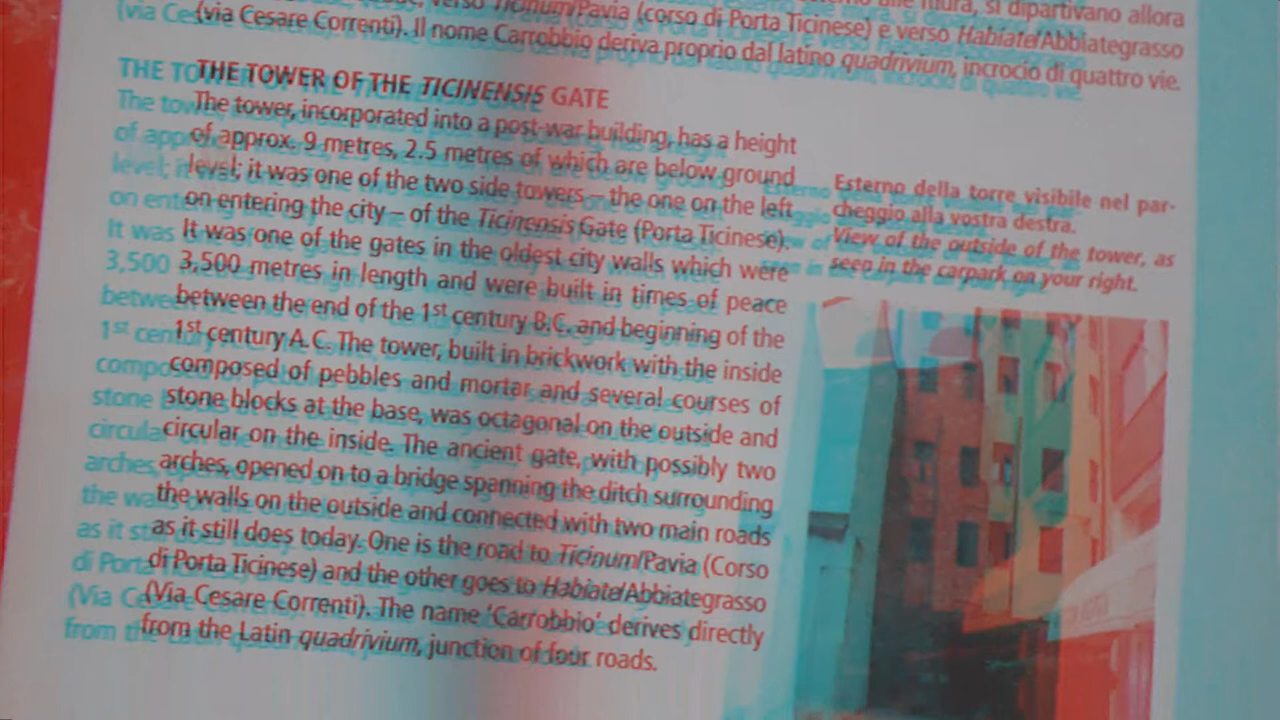 verso Ticinum/Pavia (corso di Porta Ticinese) e verso Habiate/Abbiategrasso
(via Cesare Correnti). Il nome Carrobbio deriva proprio dal latino quadrivium, incrocio di quattro vie.
THE TOWER OF THE TICINENSIS GATE
The tower, incorporated into a post-war building, has a height
of approx. 9 metres, 2.5 metres of which are below ground
level; it was one of the two side towers – the one on the left
on entering the city – of the Ticinensis Gate (Porta Ticinese).
It was one of the gates in the oldest city walls which were
3,500 metres in length and were built in times of peace
between the end of the 1st century B.C. and beginning of the
1st century A.C. The tower, built in brickwork with the inside
composed of pebbles and mortar and several courses of
stone blocks at the base, was octagonal on the outside and
circular on the inside. The ancient gate, with possibly two
arches, opened on to a bridge spanning the ditch surrounding
the walls on the outside and connected with two main roads
as it still does today. One is the road to Ticinum/Pavia (Corso
di Porta Ticinese) and the other goes to Habiate/Abbiategrasso
(Via Cesare Correnti). The name 'Carrobbio' derives directly
from the Latin quadrivium, junction of four roads.
Esterno della torre visibile nel par-
cheggio alla vostra destra.
View of the outside of the tower, as
seen in the carpark on your right.